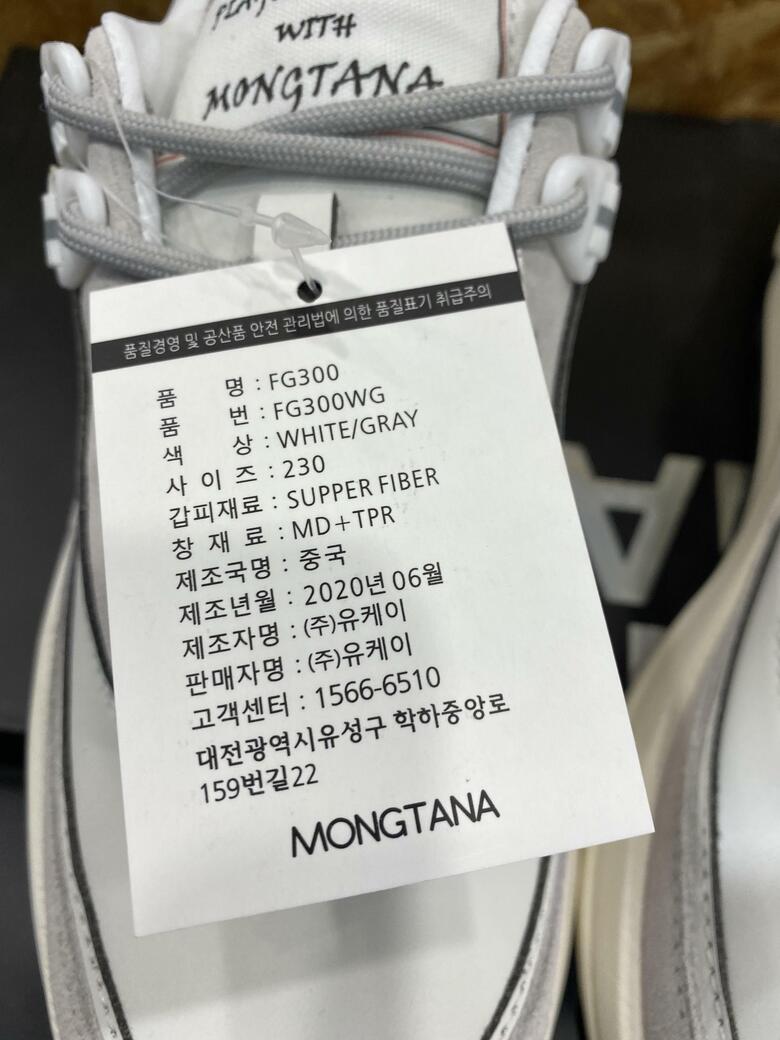 WITH
MONGTANA
품질경영 및 공산품 안전 관리법에 의한 품질표기 취급주의
품 명 : FG300
품 번 : FG300WG
색 상 : WHITE/GRAY
사 이 즈 : 230
갑피재료 : SUPPER FIBER
창 재 료 : MD+TPR
제조국명 : 중국
제조년월 : 2020년 06월
제조자명 : (주)유케이
판매자명 : (주)유케이
고객센터 : 1566-6510
대전광역시유성구 학하중앙로
159번길22
MONGTANA